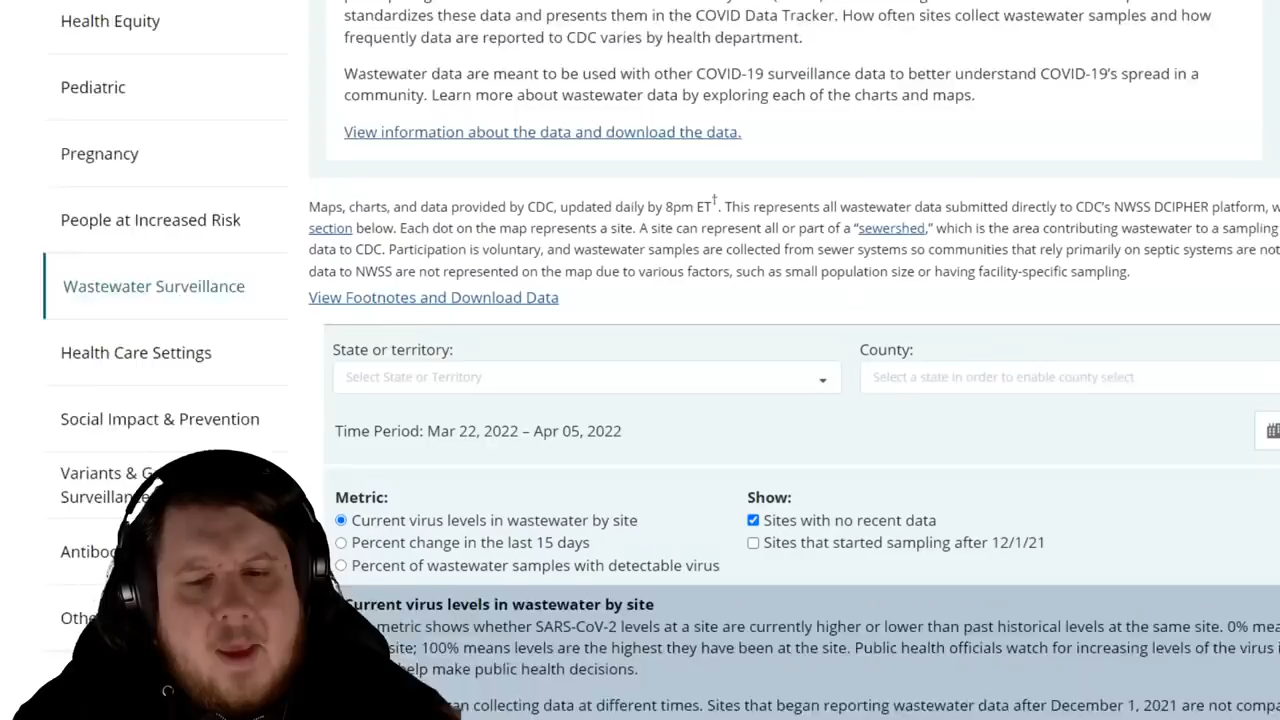 Health Equity
Pediatric
Pregnancy
People at Increased Risk
Wastewater Surveillance
Health Care Settings
Social Impact & Prevention
Variants & G
Surveillance
Antibo
Othe
standardizes these data and presents them in the COVID Data Tracker. How often sites collect wastewater samples and how
frequently data are reported to CDC varies by health department.
Wastewater data are meant to be used with other COVID-19 surveillance data to better understand COVID-19's spread in a
community. Learn more about wastewater data by exploring each of the charts and maps.
View information about the data and download the data.
Maps, charts, and data provided by CDC, updated daily by 8pm ET†. This represents all wastewater data submitted directly to CDC's NWSS DCIPHER platform, w
section below. Each dot on the map represents a site. A site can represent all or part of a “sewershed,” which is the area contributing wastewater to a sampling
data to CDC. Participation is voluntary, and wastewater samples are collected from sewer systems so communities that rely primarily on septic systems are not
data to NWSS are not represented on the map due to various factors, such as small population size or having facility-specific sampling.
View Footnotes and Download Data
State or territory:
Select State or Territory
County:
Select a state in order to enable county select
Time Period: Mar 22, 2022 – Apr 05, 2022
Metric:
Current virus levels in wastewater by site
Percent change in the last 15 days
Percent of wastewater samples with detectable virus
Show:
Sites with no recent data
Sites that started sampling after 12/1/21
Current virus levels in wastewater by site
metric shows whether SARS-CoV-2 levels at a site are currently higher or lower than past historical levels at the same site. 0% mea
site; 100% means levels are the highest they have been at the site. Public health officials watch for increasing levels of the virus i
help make public health decisions.
an collecting data at different times. Sites that began reporting wastewater data after December 1, 2021 are not compa